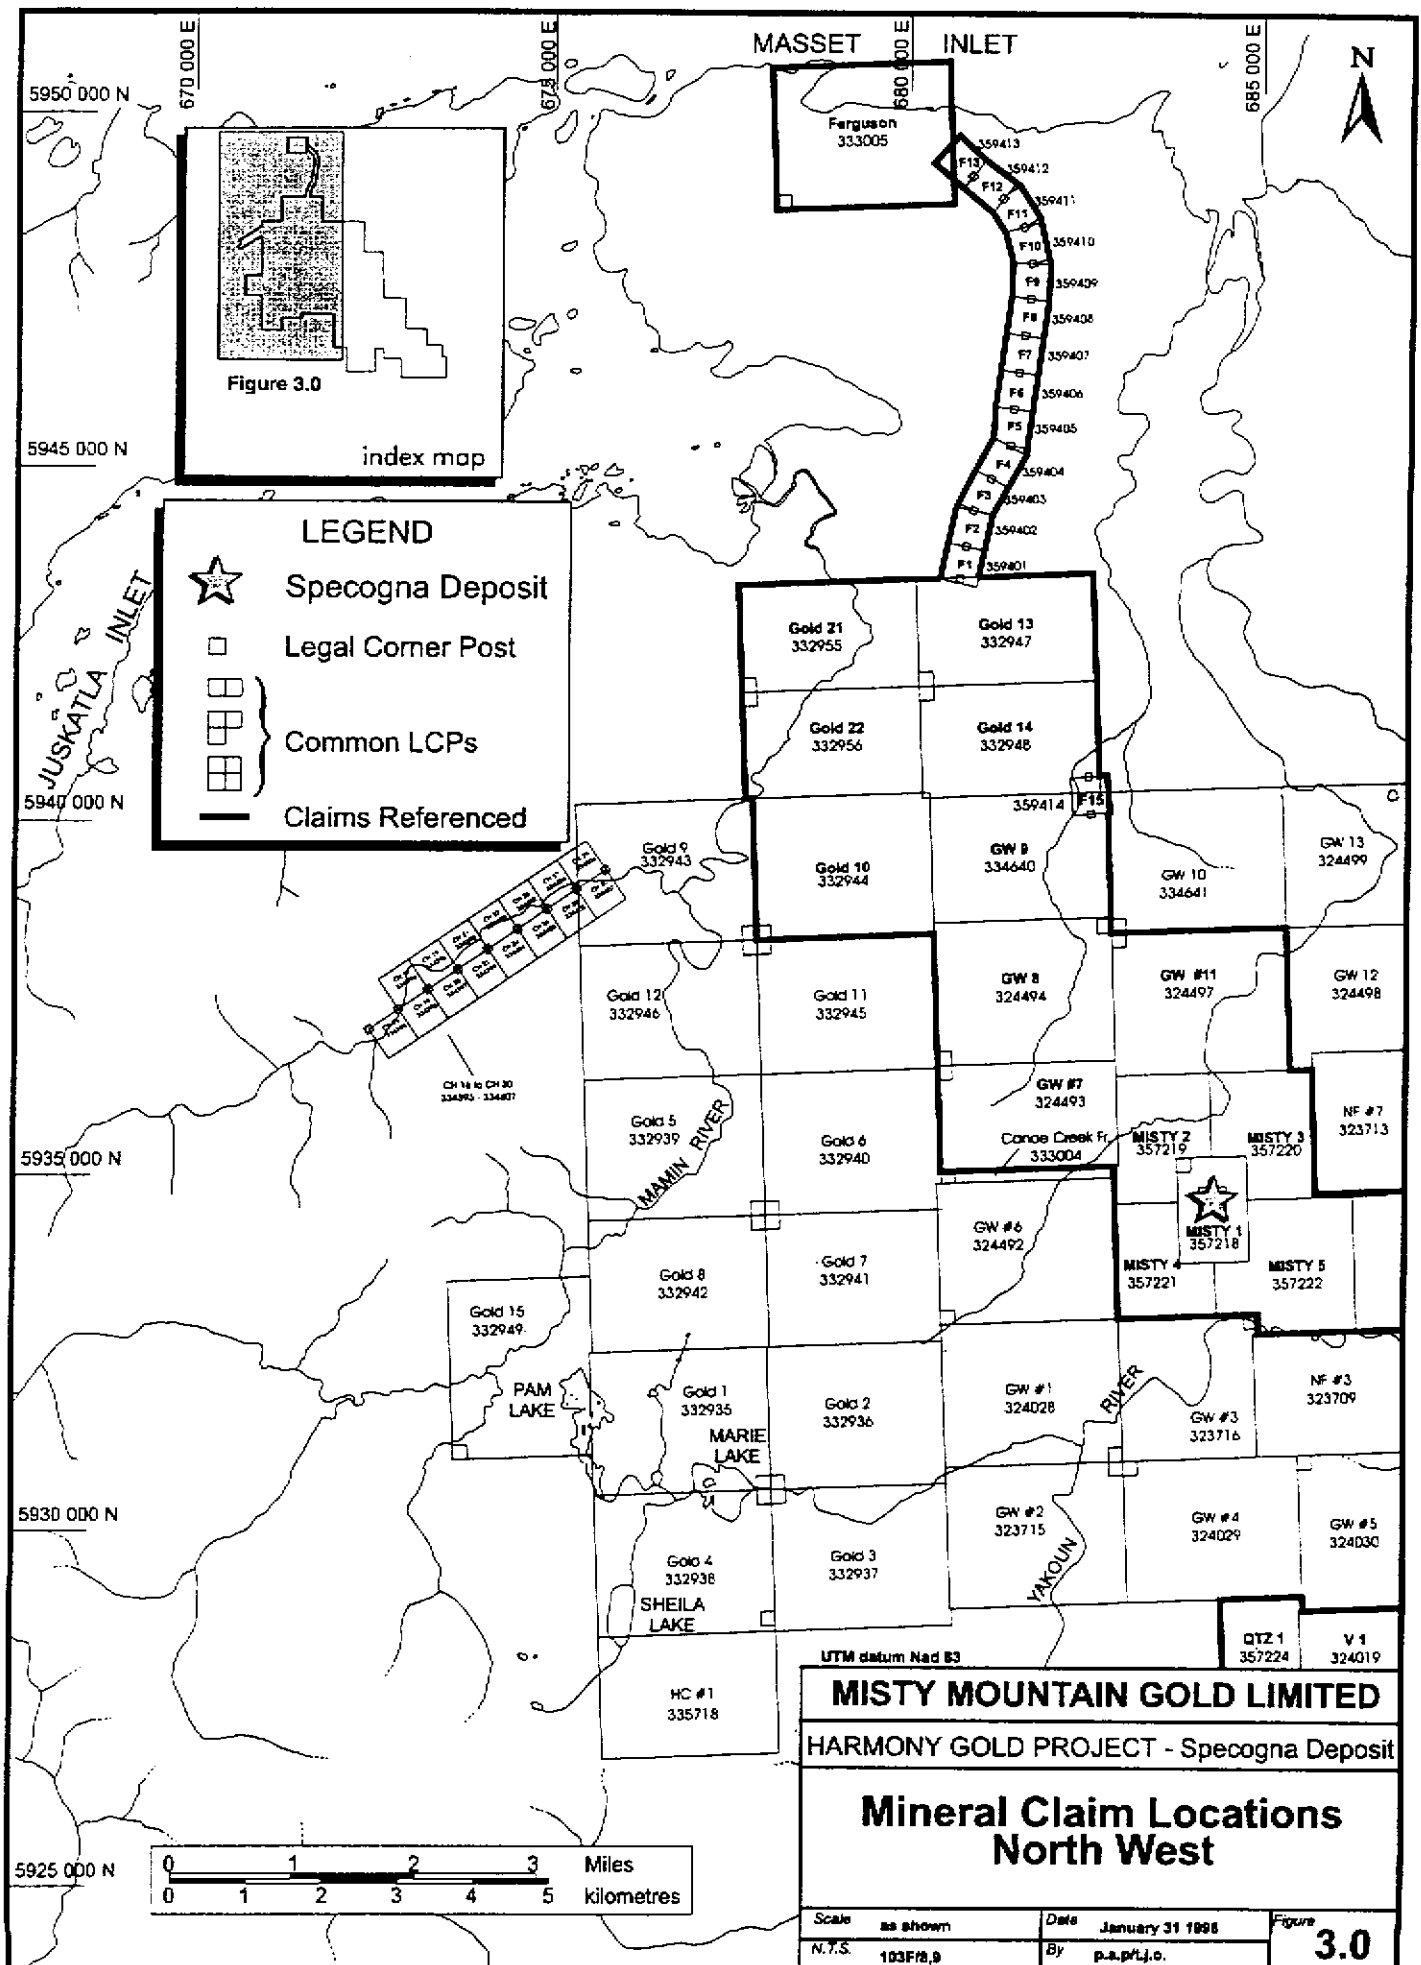 MASSET INLET
N
670 000 E
675 000 E
680 000 E
685 000 E
5950 000 N
5945 000 N
5940 000 N
5935 000 N
5930 000 N
5925 000 N
Figure 3.0
index map
LEGEND
Specogna Deposit
Legal Corner Post
Common LCPs
Claims Referenced
JUSKATLA INLET
Ferguson
333005
F13
359413
F12
359412
F11
359411
F10
359410
F9
359409
F8
359408
F7
359407
F6
359406
F5
359405
F4
359404
F3
359403
F2
359402
F1
359401
Gold 21
332955
Gold 13
332947
Gold 22
332956
Gold 14
332948
359414
F15
Gold 9
332943
Gold 10
332944
GW 9
334640
GW 10
334641
GW 13
324499
Gold 12
332946
Gold 11
332945
GW 8
324494
GW #11
324497
GW 12
324498
Gold 5
332939
MAMIN RIVER
Gold 6
332940
GW #7
324493
Canoe Creek Fr.
333004
MISTY 2
357219
MISTY 3
357220
NF #7
323713
MISTY 1
357218
MISTY 4
357221
MISTY 5
357222
Gold 8
332942
Gold 7
332941
GW #6
324492
Gold 15
332949
PAM
LAKE
Gold 1
332935
MARIE
LAKE
Gold 2
332936
GW #1
324028
YAKOUN RIVER
GW #3
323716
NF #3
323709
Gold 4
332938
SHEILA
LAKE
Gold 3
332937
GW #2
323715
GW #4
324029
GW #5
324030
HC #1
335718
QTZ 1
357224
V 1
324019
UTM datum Nad 83
MISTY MOUNTAIN GOLD LIMITED
HARMONY GOLD PROJECT - Specogna Deposit
Mineral Claim Locations
North West
Scale as shown
Date January 31 1998
Figure 3.0
N.T.S. 103F/8,9
By p.a.p/t.j.o.
0 1 2 3 Miles
0 1 2 3 4 5 kilometres